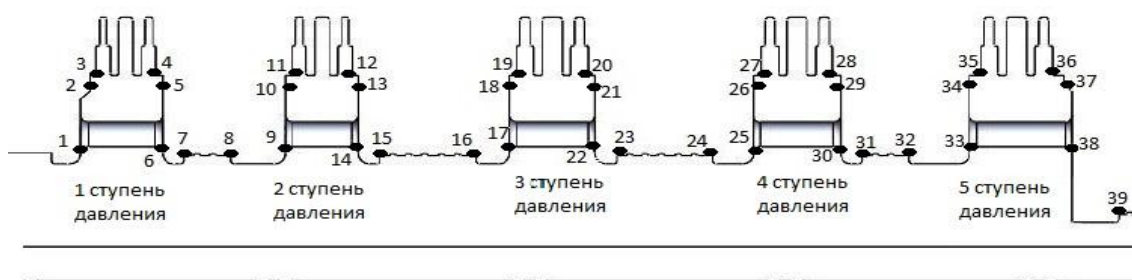 3 4 11 12 19 20 27 28 35 36
2 5 10 13 18 21 26 29 34 37
1 6 7 8 9 14 15 16 17 22 23 24 25 30 31 32 33 38
1 ступень давления
2 ступень давления
3 ступень давления
4 ступень давления
5 ступень давления
39